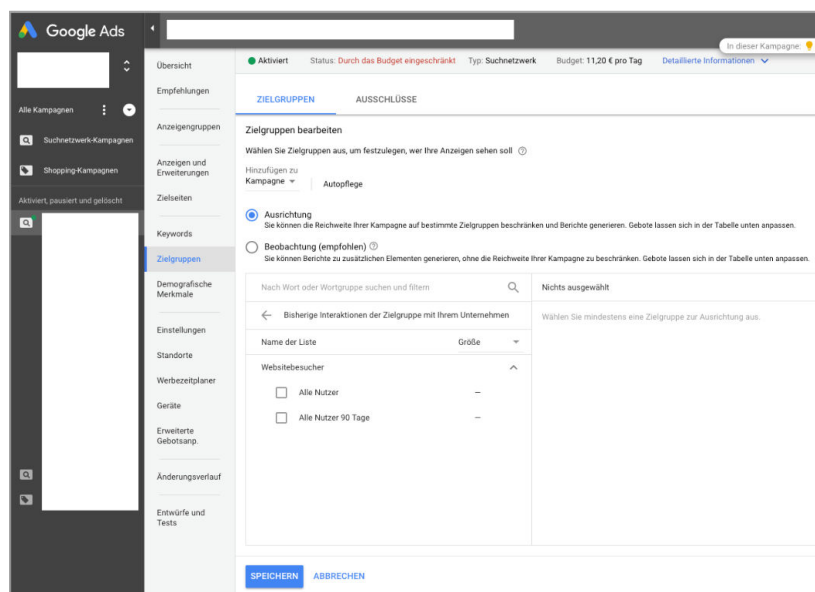 Google Ads
In dieser Kampagne:
Alle Kampagnen
Suchnetzwerk-Kampagnen
Shopping-Kampagnen
Aktiviert, pausiert und gelöscht
Übersicht
Empfehlungen
Anzeigengruppen
Anzeigen und
Erweiterungen
Zielseiten
Keywords
Zielgruppen
Demografische
Merkmale
Einstellungen
Standorte
Werbezeitplaner
Geräte
Erweiterte
Gebotsanp.
Änderungsverlauf
Entwürfe und
Tests
Aktiviert Status: Durch das Budget eingeschränkt Typ: Suchnetzwerk Budget: 11,20 € pro Tag Detaillierte Informationen
ZIELGRUPPEN AUSSCHLÜSSE
Zielgruppen bearbeiten
Wählen Sie Zielgruppen aus, um festzulegen, wer Ihre Anzeigen sehen soll
Hinzufügen zu
Kampagne Autopflege
Ausrichtung
Sie können die Reichweite Ihrer Kampagne auf bestimmte Zielgruppen beschränken und Berichte generieren. Gebote lassen sich in der Tabelle unten anpassen.
Beobachtung (empfohlen)
Sie können Berichte zu zusätzlichen Elementen generieren, ohne die Reichweite Ihrer Kampagne zu beschränken. Gebote lassen sich in der Tabelle unten anpassen.
Nach Wort oder Wortgruppe suchen und filtern
Nichts ausgewählt
Bisherige Interaktionen der Zielgruppe mit Ihrem Unternehmen
Wählen Sie mindestens eine Zielgruppe zur Ausrichtung aus.
Name der Liste Größe
Websitebesucher
Alle Nutzer –
Alle Nutzer 90 Tage –
SPEICHERN ABBRECHEN